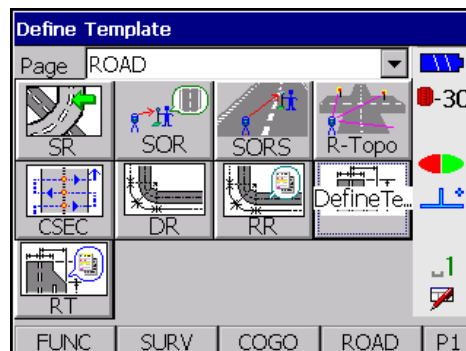 Define Template
Page ROAD
-30
SR SOR SORS R-Topo
CSEC DR RR DefineTe...
1
RT
FUNC SURV COGO ROAD P1